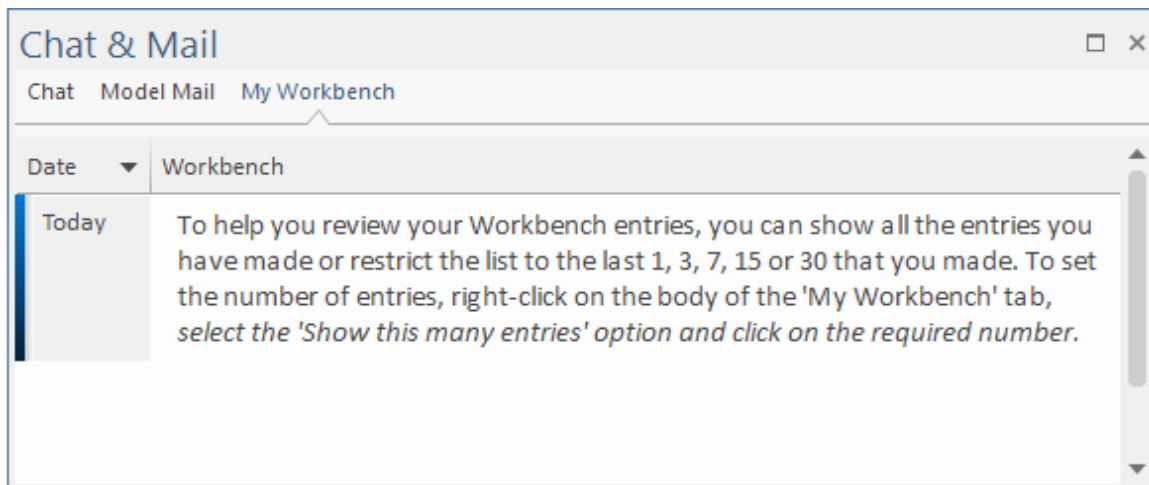 Chat & Mail
Chat Model Mail My Workbench
Date Workbench
Today To help you review your Workbench entries, you can show all the entries you
have made or restrict the list to the last 1, 3, 7, 15 or 30 that you made. To set
the number of entries, right-click on the body of the 'My Workbench' tab,
select the 'Show this many entries' option and click on the required number.